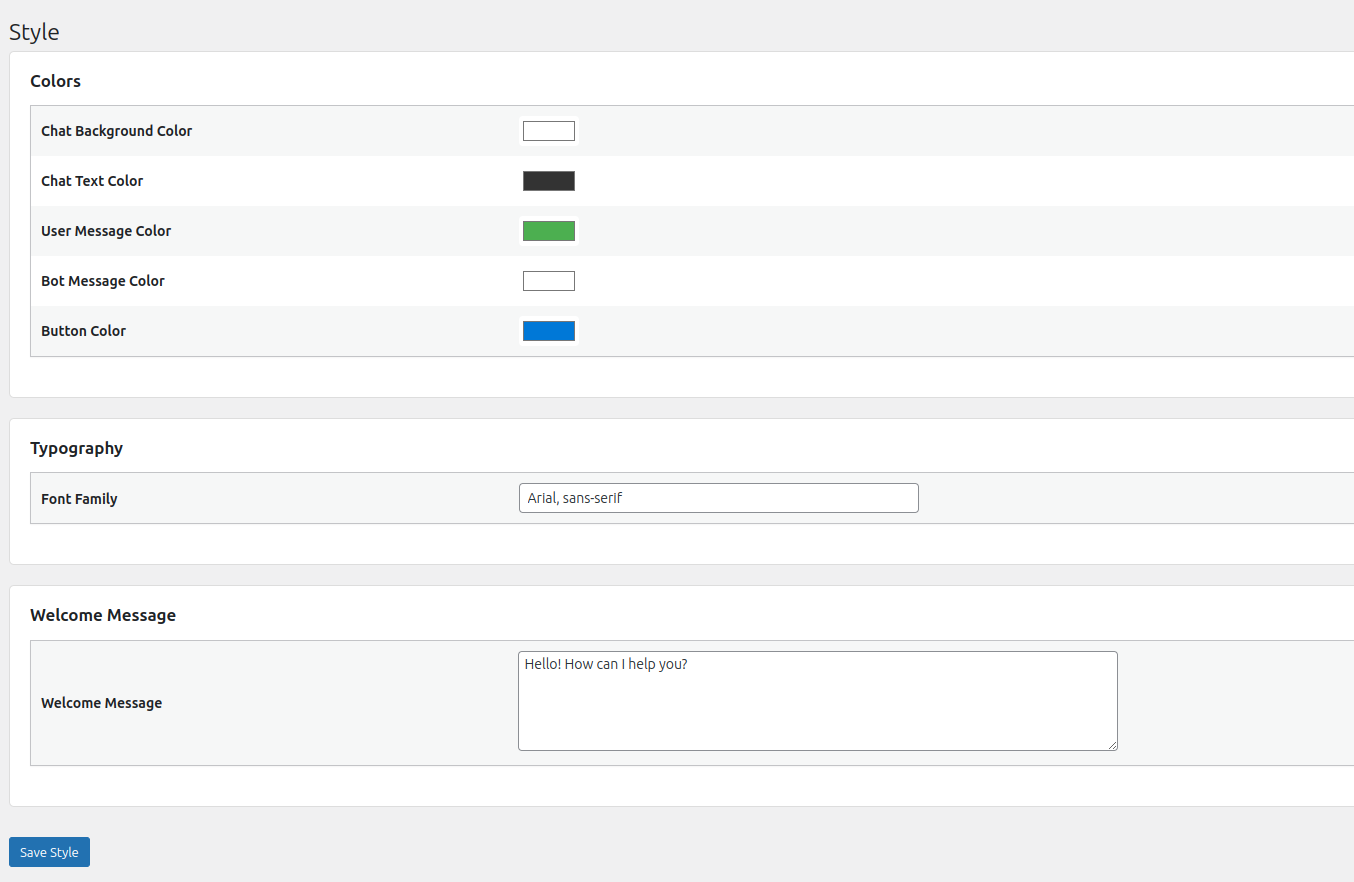 Style
Colors
Chat Background Color
Chat Text Color
User Message Color
Bot Message Color
Button Color
Typography
Font Family
Arial, sans-serif
Welcome Message
Welcome Message
Hello! How can I help you?
Save Style